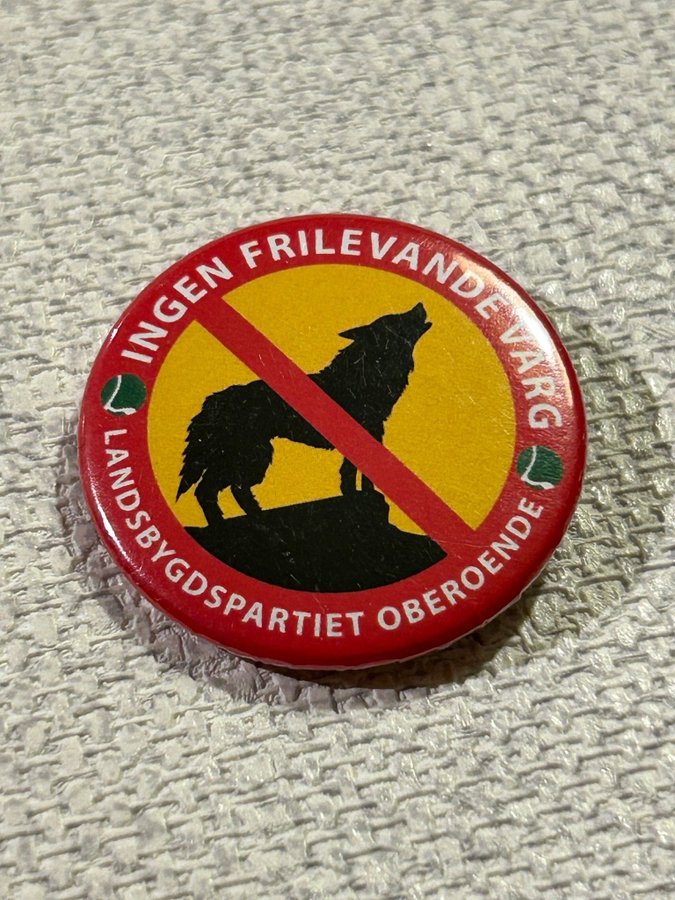 INGEN FRILEVANDE VARG
LANDSBYGDSPARTIET OBEROENDE